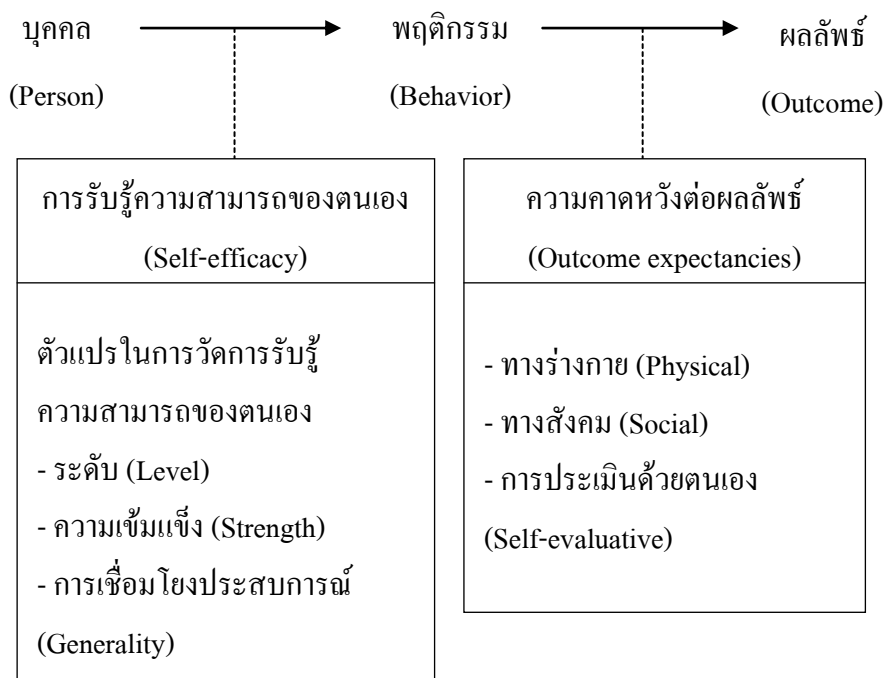 บุคคล พฤติกรรม ผลลัพธ์
(Person) (Behavior) (Outcome)
การรับรู้ความสามารถของตนเอง
(Self-efficacy)
ตัวแปรในการวัดการรับรู้
ความสามารถของตนเอง
- ระดับ (Level)
- ความเข้มแข็ง (Strength)
- การเชื่อมโยงประสบการณ์
(Generality)
ความคาดหวังต่อผลลัพธ์
(Outcome expectancies)
- ทางร่างกาย (Physical)
- ทางสังคม (Social)
- การประเมินด้วยตนเอง
(Self-evaluative)